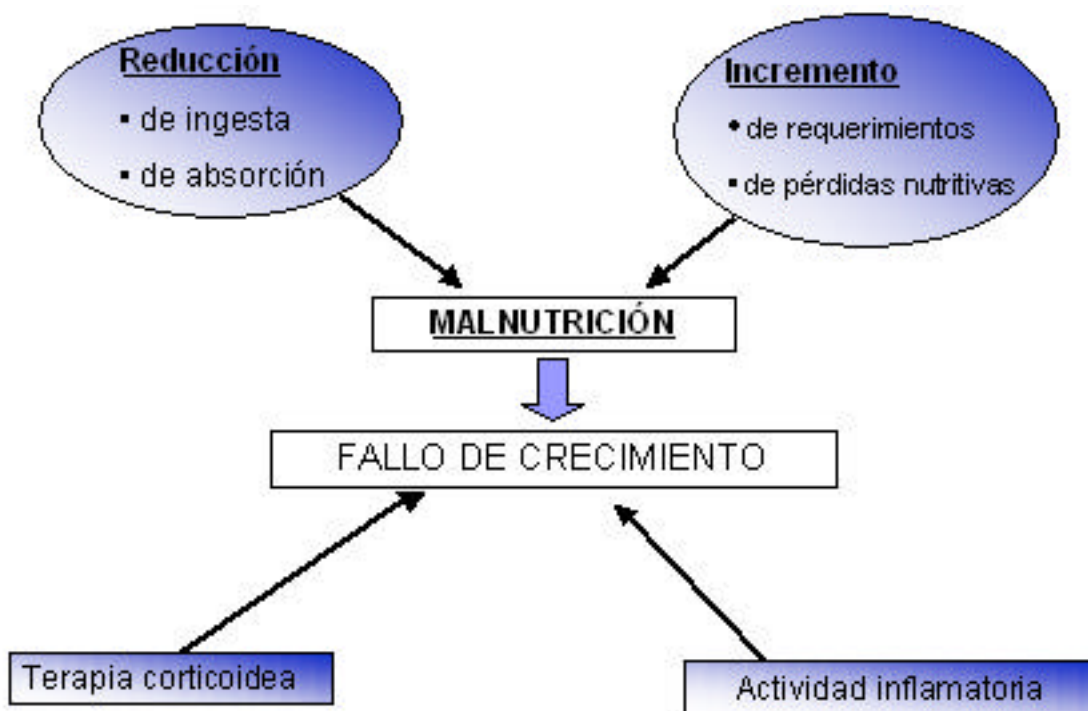 Reducción
▪ de ingesta
▪ de absorción
Incremento
• de requerimientos
▪ de pérdidas nutritivas
MALNUTRICIÓN
FALLO DE CRECIMIENTO
Terapia corticoidea
Actividad inflamatoria